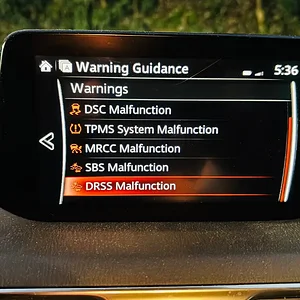 Warning Guidance 5:36
Warnings
DSC Malfunction
TPMS System Malfunction
MRCC Malfunction
SBS Malfunction
DRSS Malfunction